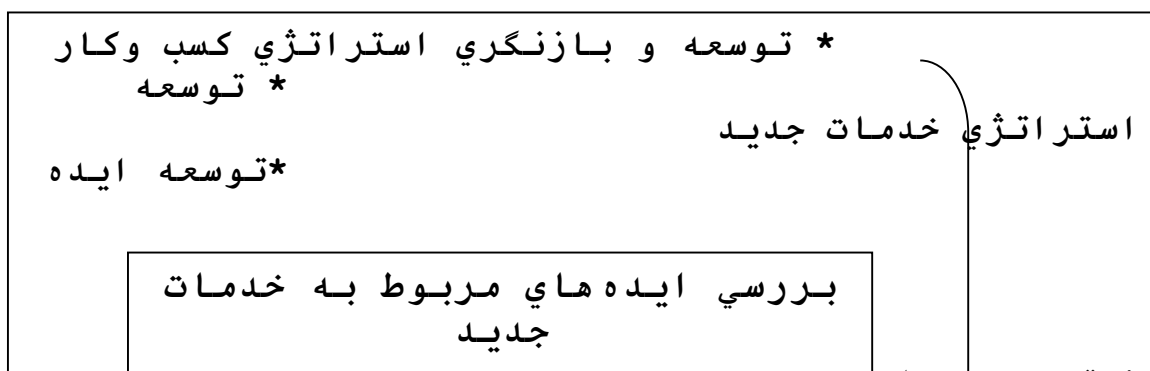 * توسعه و بازنگري استراتژي كسب وكار
* توسعه
استراتژي خدمات جديد
*توسعه ايده
بررسي ايده‌هاي مربوط به خدمات
جديد